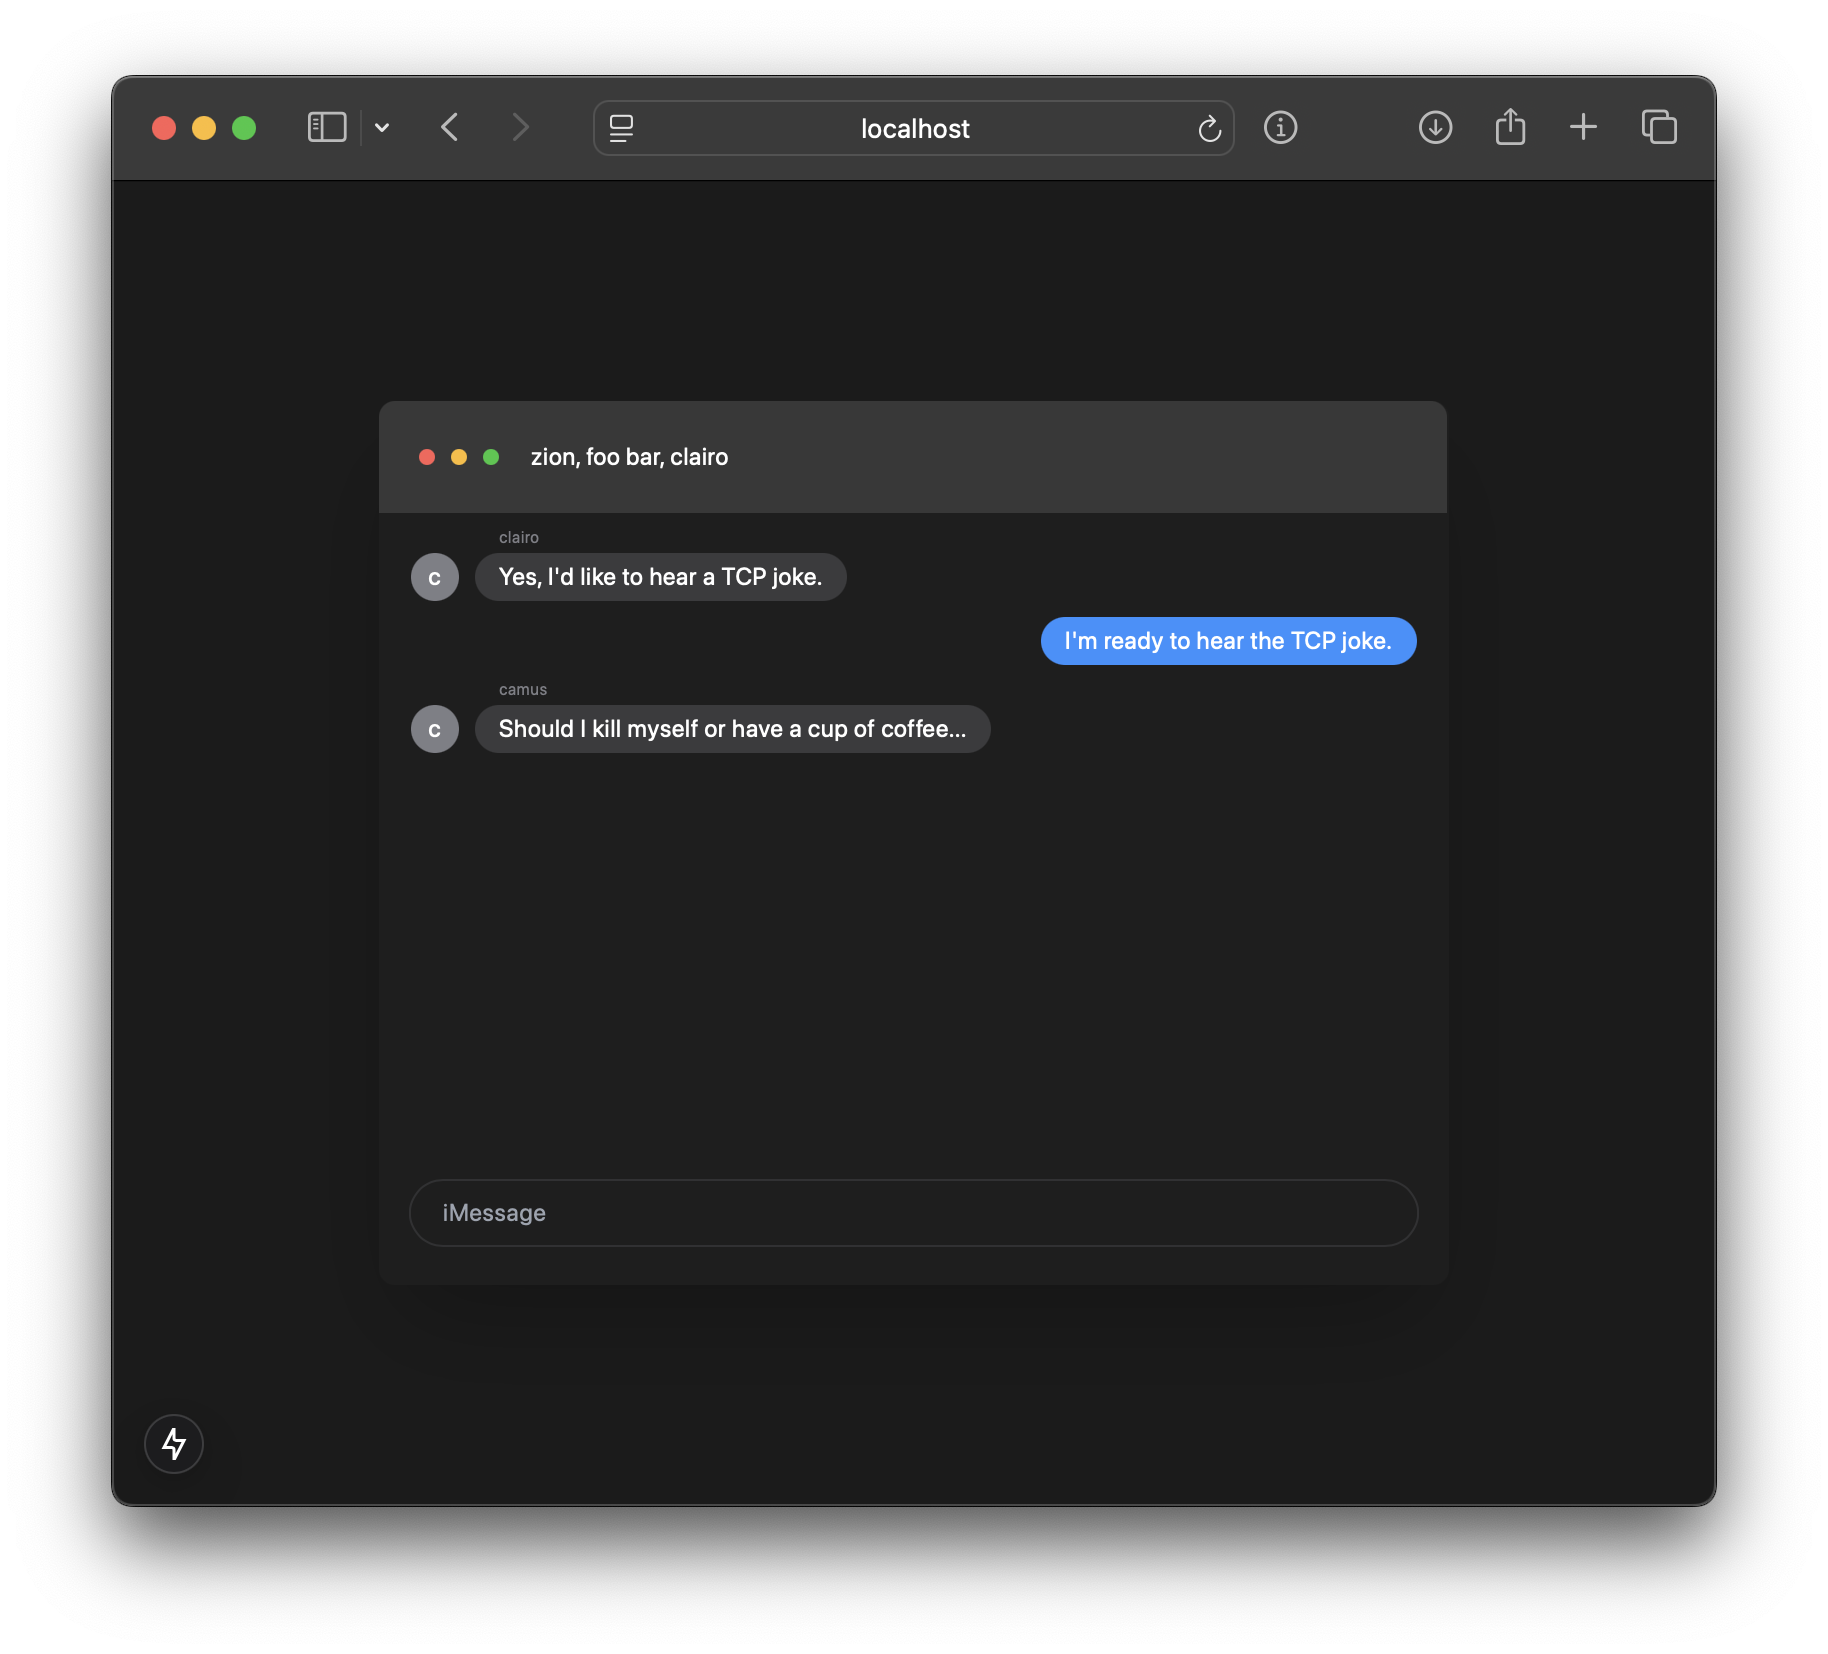 localhost
zion, foo bar, clairo
clairo
c
Yes, I'd like to hear a TCP joke.
I'm ready to hear the TCP joke.
camus
c
Should I kill myself or have a cup of coffee...
iMessage